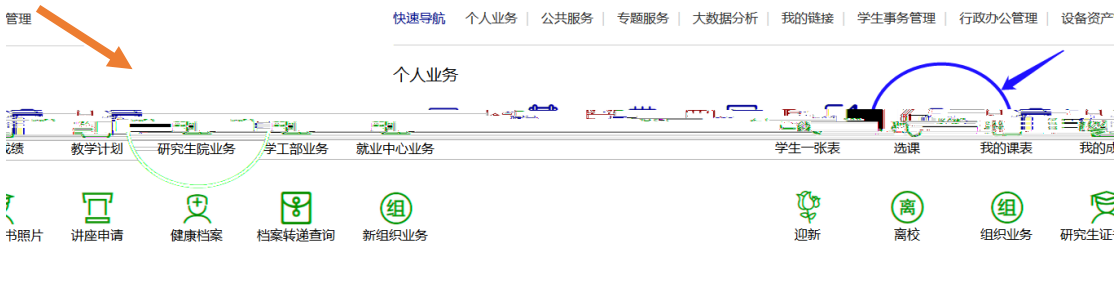 管理
快速导航 个人业务 | 公共服务 | 专题服务 | 大数据分析 | 我的链接 | 学生事务管理 | 行政办公管理 | 设备资产
个人业务
成绩 教学计划 研究生院业务 学工部业务 就业中心业务 学生一张表 选课 我的课表 我的成
书照片 讲座申请 健康档案 档案转递查询 新组织业务 迎新 离校 组织业务 研究生证
组 离 组